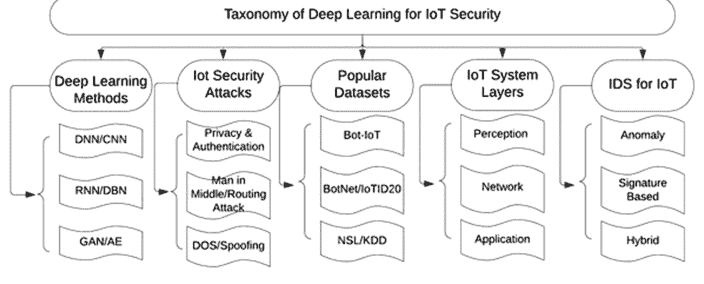 Taxonomy of Deep Learning for IoT Security
Deep Learning
Methods
Iot Security
Attacks
Popular
Datasets
IoT System
Layers
IDS for IoT
DNN/CNN
RNN/DBN
GAN/AE
Privacy &
Authentication
Man in
Middle/Routing
Attack
DOS/Spoofing
Bot-IoT
BotNet/IoTID20
NSL/KDD
Perception
Network
Application
Anomaly
Signature
Based
Hybrid